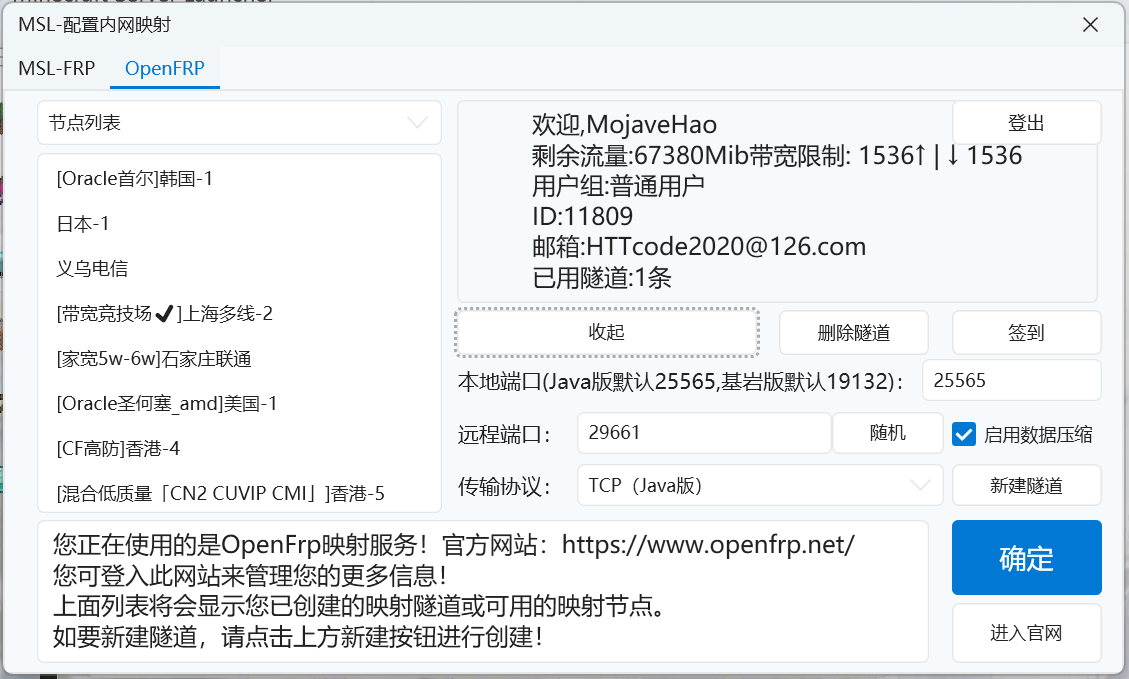 MSL-配置内网映射
MSL-FRP
OpenFRP
节点列表
[Oracle首尔]韩国-1
日本-1
义乌电信
[带宽竞技场✔]上海多线-2
[家宽5w-6w]石家庄联通
[Oracle圣何塞_amd]美国-1
[CF高防]香港-4
[混合低质量「CN2 CUVIP CMI」]香港-5
欢迎,MojaveHao
登出
剩余流量:67380Mib带宽限制: 1536↑ | ↓ 1536
用户组:普通用户
ID:11809
邮箱:HTTcode2020@126.com
已用隧道:1条
收起
删除隧道
签到
本地端口(Java版默认25565,基岩版默认19132)：
25565
远程端口：
29661
随机
启用数据压缩
传输协议：
TCP（Java版）
新建隧道
您正在使用的是OpenFrp映射服务！官方网站：https://www.openfrp.net/
您可登入此网站来管理您的更多信息！
上面列表将会显示您已创建的映射隧道或可用的映射节点。
如要新建隧道，请点击上方新建按钮进行创建！
确定
进入官网